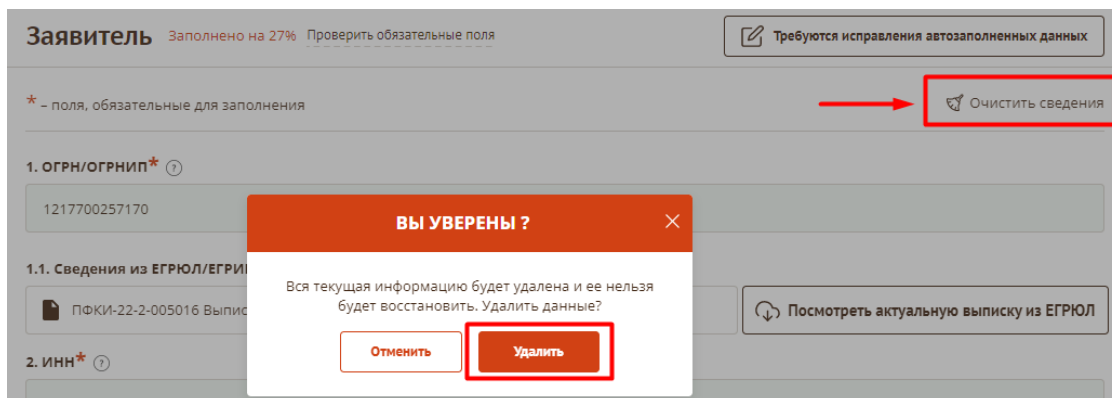 Заявитель Заполнено на 27% Проверить обязательные поля
Требуются исправления автозаполненных данных
* – поля, обязательные для заполнения
Очистить сведения
1. ОГРН/ОГРНИП* ?
1217700257170
ВЫ УВЕРЕНЫ ?
1.1. Сведения из ЕГРЮЛ/ЕГРИ
Вся текущая информацию будет удалена и ее нельзя
будет восстановить. Удалить данные?
ПФКИ-22-2-005016 Выпис
Посмотреть актуальную выписку из ЕГРЮЛ
Отменить
Удалить
2. ИНН* ?